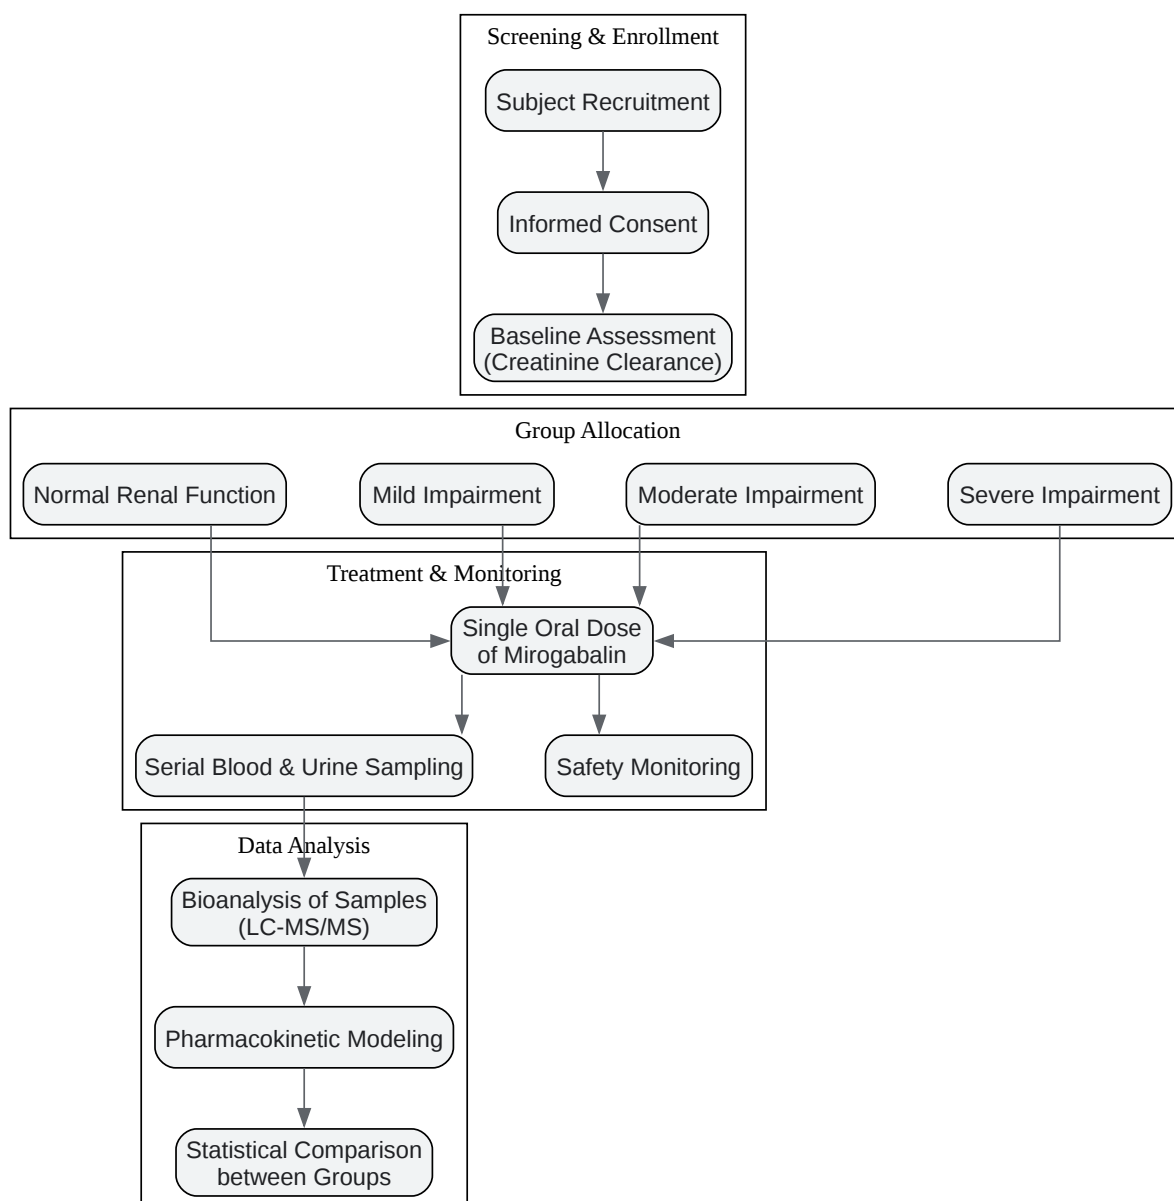 Screening & Enrollment
Subject Recruitment
Informed Consent
Baseline Assessment
(Creatinine Clearance)
Group Allocation
Normal Renal Function
Mild Impairment
Moderate Impairment
Severe Impairment
Treatment & Monitoring
Single Oral Dose
of Mirogabalin
Serial Blood & Urine Sampling
Safety Monitoring
Data Analysis
Bioanalysis of Samples
(LC-MS/MS)
Pharmacokinetic Modeling
Statistical Comparison
between Groups